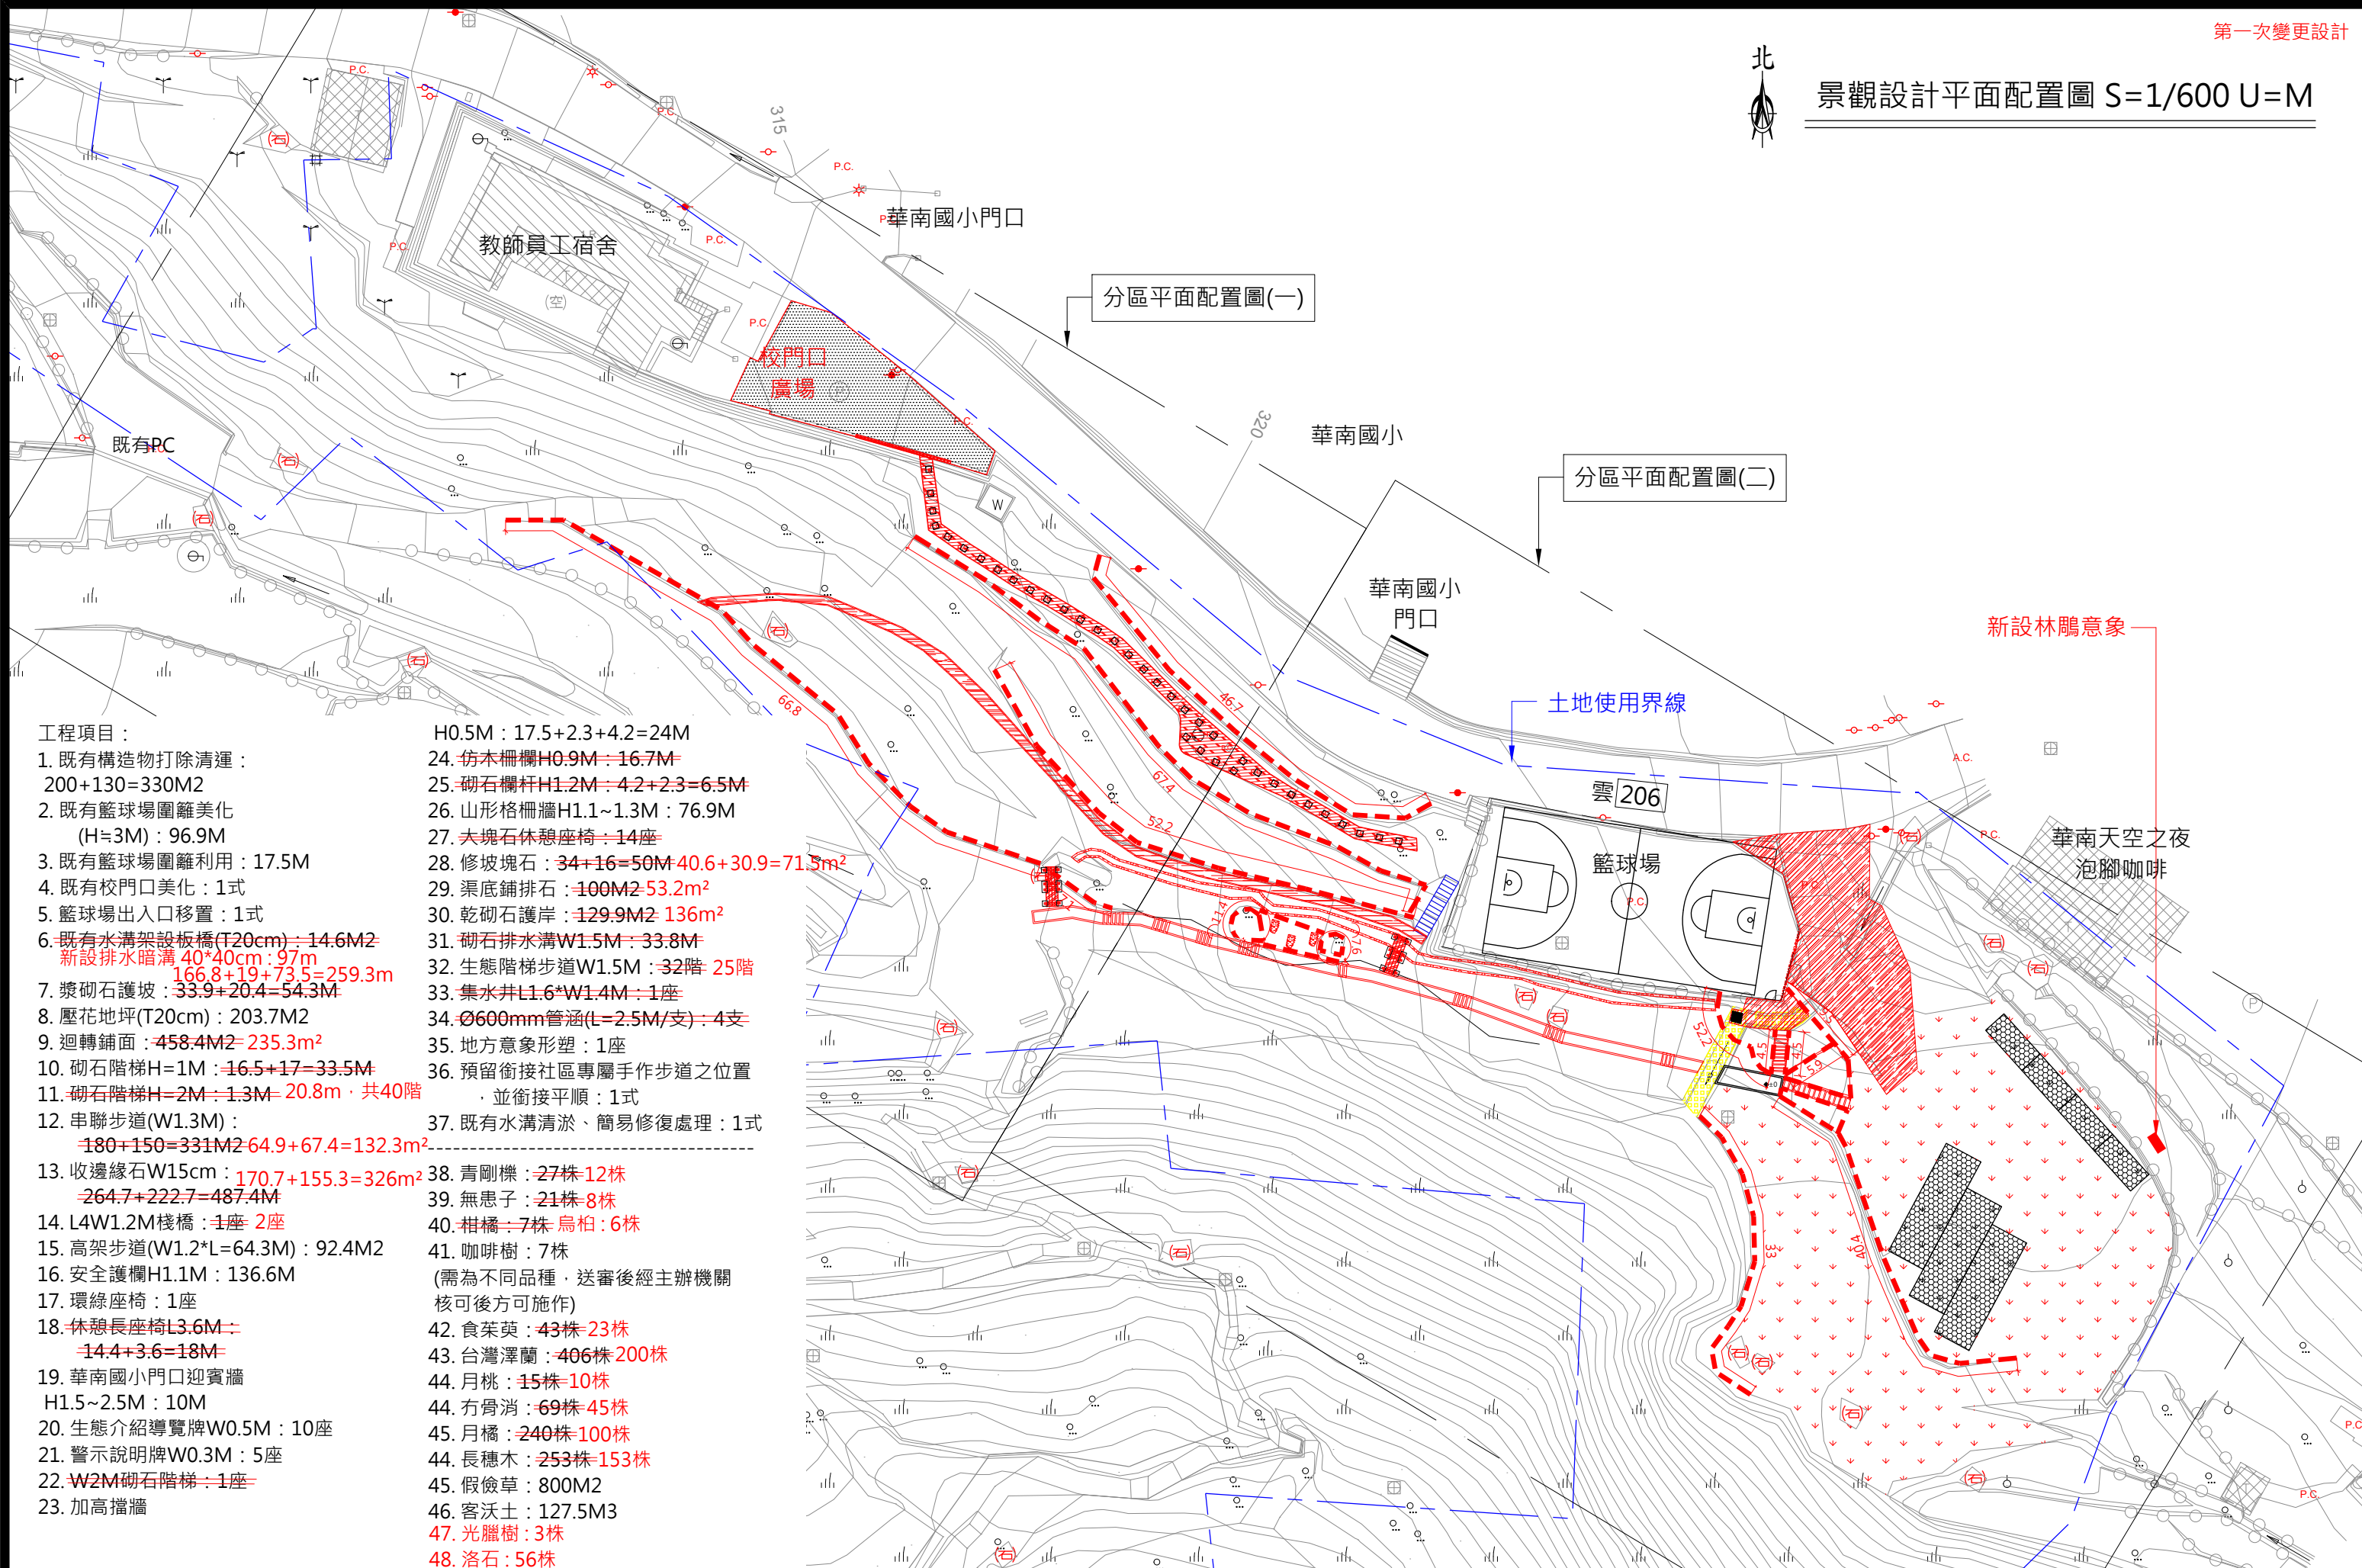 第一次變更設計
北
景觀設計平面配置圖 S=1/600 U=M
315
華南國小門口
教師員工宿舍
(空)
分區平面配置圖(一)
校門口
廣場
320
華南國小
分區平面配置圖(二)
既有PC
W
華南國小
門口
新設林鵰意象
土地使用界線
雲 206
籃球場
華南天空之夜
泡腳咖啡
P.C.
A.C.
(石)
66.8
46.7
67.4
52.2
11.4
7.6
52.2
4.5
4.5
5.9
9.5
±0
33
40.4
工程項目：
1. 既有構造物打除清運：
200+130=330M2
2. 既有籃球場圍籬美化
(H≒3M)：96.9M
3. 既有籃球場圍籬利用：17.5M
4. 既有校門口美化：1式
5. 籃球場出入口移置：1式
6. 既有水溝架設板橋(T20cm)：14.6M2
新設排水暗溝 40*40cm：97m
166.8+19+73.5=259.3m
7. 漿砌石護坡：33.9+20.4=54.3M
8. 壓花地坪(T20cm)：203.7M2
9. 迴轉鋪面：458.4M2 235.3m²
10. 砌石階梯H=1M：16.5+17=33.5M
11. 砌石階梯H=2M：1.3M 20.8m，共40階
12. 串聯步道(W1.3M)：
180+150=331M2 64.9+67.4=132.3m²
13. 收邊緣石W15cm：170.7+155.3=326m²
264.7+222.7=487.4M
14. L4W1.2M棧橋：1座 2座
15. 高架步道(W1.2*L=64.3M)：92.4M2
16. 安全護欄H1.1M：136.6M
17. 環綠座椅：1座
18. 休憩長座椅L3.6M：
14.4+3.6=18M
19. 華南國小門口迎賓牆
H1.5~2.5M：10M
20. 生態介紹導覽牌W0.5M：10座
21. 警示說明牌W0.3M：5座
22. W2M砌石階梯：1座
23. 加高擋牆
H0.5M：17.5+2.3+4.2=24M
24. 仿木柵欄H0.9M：16.7M
25. 砌石欄杆H1.2M：4.2+2.3=6.5M
26. 山形格柵牆H1.1~1.3M：76.9M
27. 大塊石休憩座椅：14座
28. 修坡塊石：34+16=50M 40.6+30.9=71.5m²
29. 渠底鋪排石：100M2 53.2m²
30. 乾砌石護岸：129.9M2 136m²
31. 砌石排水溝W1.5M：33.8M
32. 生態階梯步道W1.5M：32階 25階
33. 集水井L1.6*W1.4M：1座
34. Ø600mm管涵(L=2.5M/支)：4支
35. 地方意象形塑：1座
36. 預留銜接社區專屬手作步道之位置
，並銜接平順：1式
37. 既有水溝清淤、簡易修復處理：1式
38. 青剛櫟：27株 12株
39. 無患子：21株 8株
40. 柑橘：7株 烏桕：6株
41. 咖啡樹：7株
(需為不同品種，送審後經主辦機關
核可後方可施作)
42. 食茱萸：43株 23株
43. 台灣澤蘭：406株 200株
44. 月桃：15株 10株
44. 冇骨消：69株 45株
45. 月橘：240株 100株
44. 長穗木：253株 153株
45. 假儉草：800M2
46. 客沃土：127.5M3
47. 光臘樹：3株
48. 洛石：56株